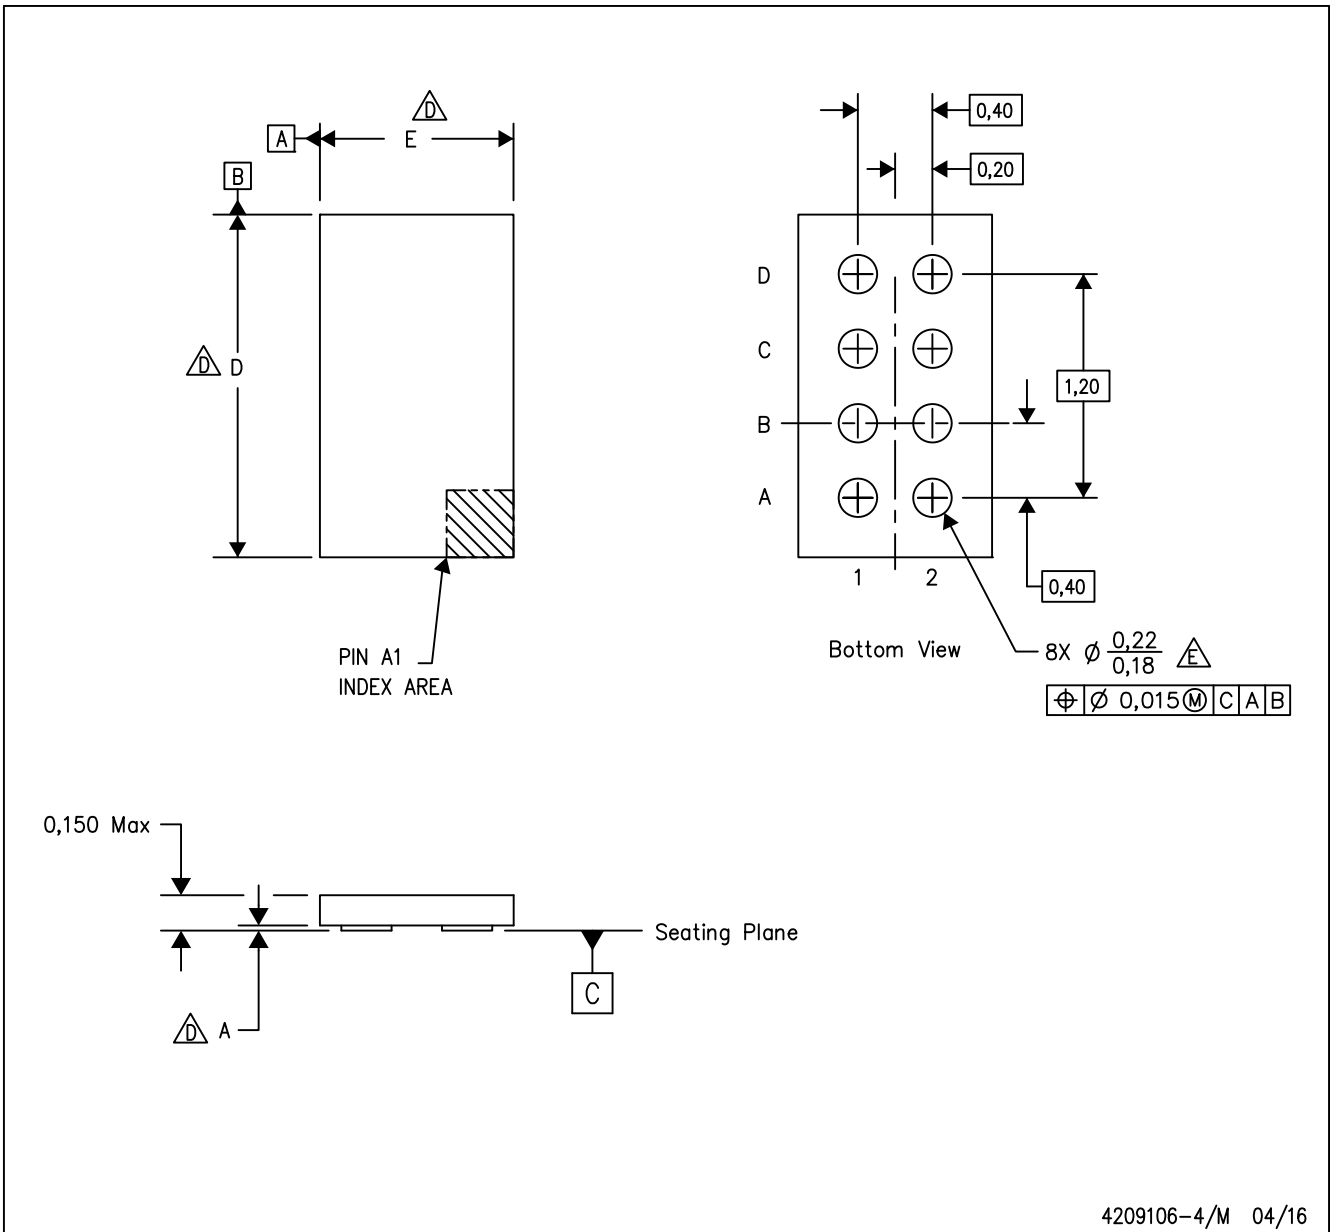 D
A E
B
D D
PIN A1
INDEX AREA
0,40
0,20
D
C
B
A
1 2
1,20
0,40
Bottom View
8X Ø 0,22
0,18 E
⌖ Ø 0,015Ⓜ C A B
0,150 Max
Seating Plane
C
D A
4209106-4/M 04/16